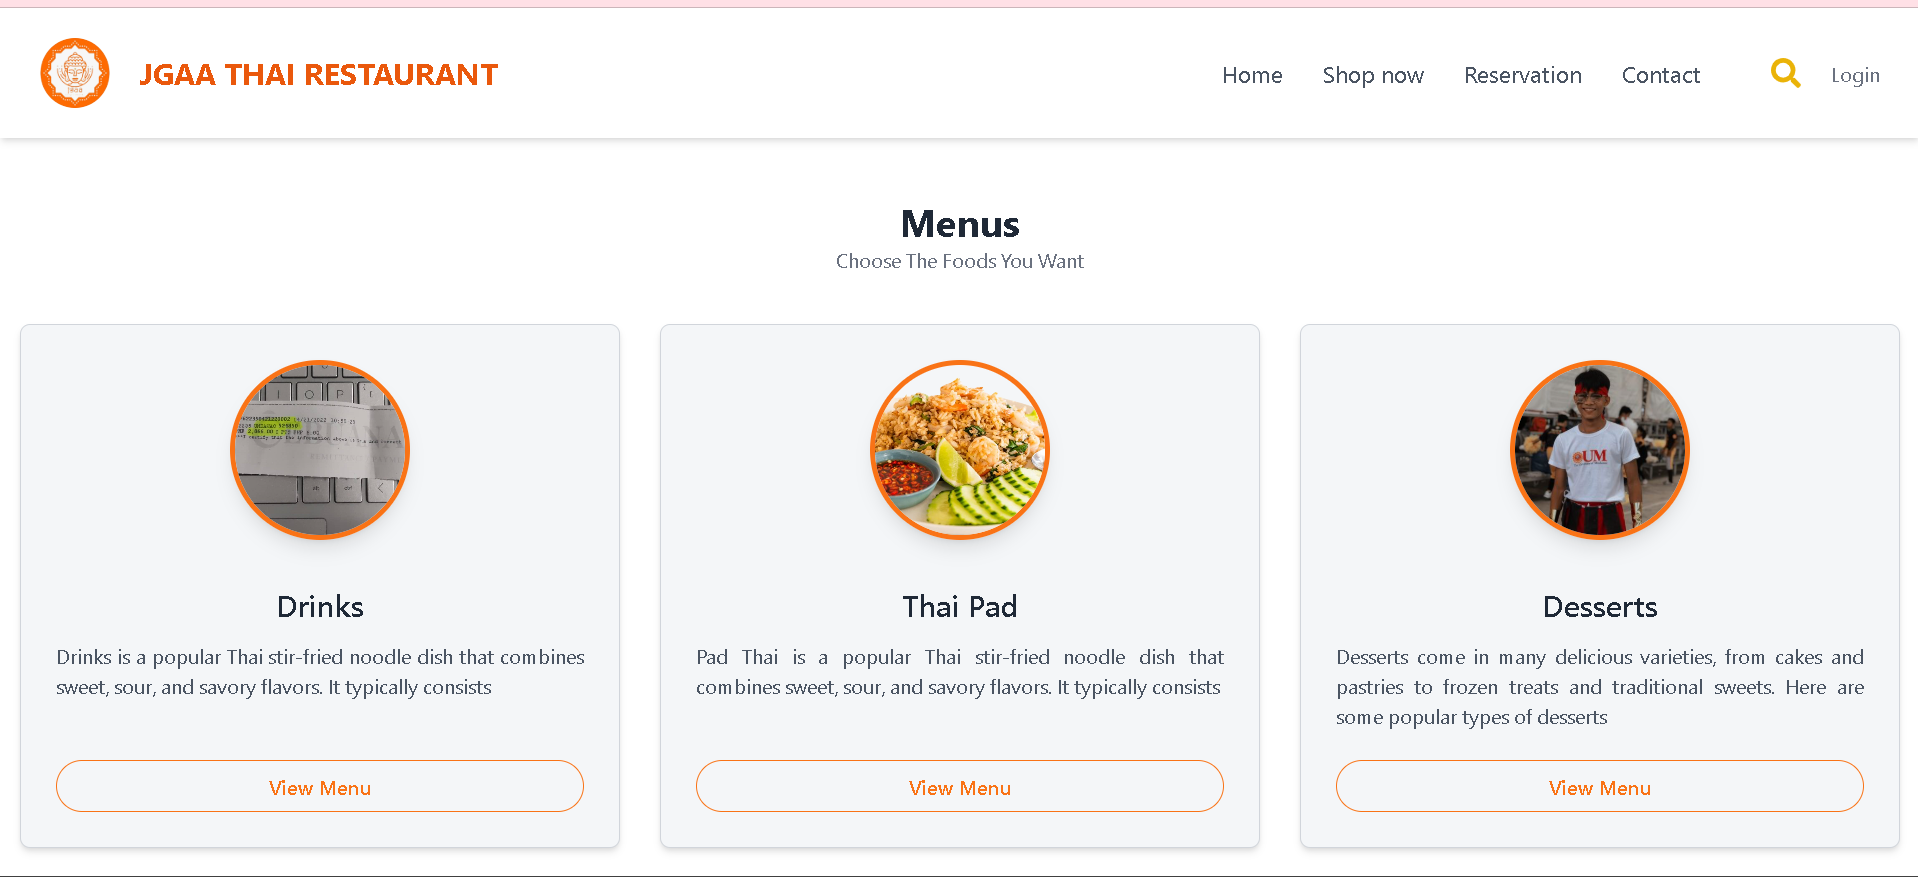 JGAA THAI RESTAURANT
Home
Shop now
Reservation
Contact
Login
Menus
Choose The Foods You Want
UM
Drinks
Drinks is a popular Thai stir-fried noodle dish that combines
sweet, sour, and savory flavors. It typically consists
View Menu
Thai Pad
Pad Thai is a popular Thai stir-fried noodle dish that
combines sweet, sour, and savory flavors. It typically consists
View Menu
Desserts
Desserts come in many delicious varieties, from cakes and
pastries to frozen treats and traditional sweets. Here are
some popular types of desserts
View Menu